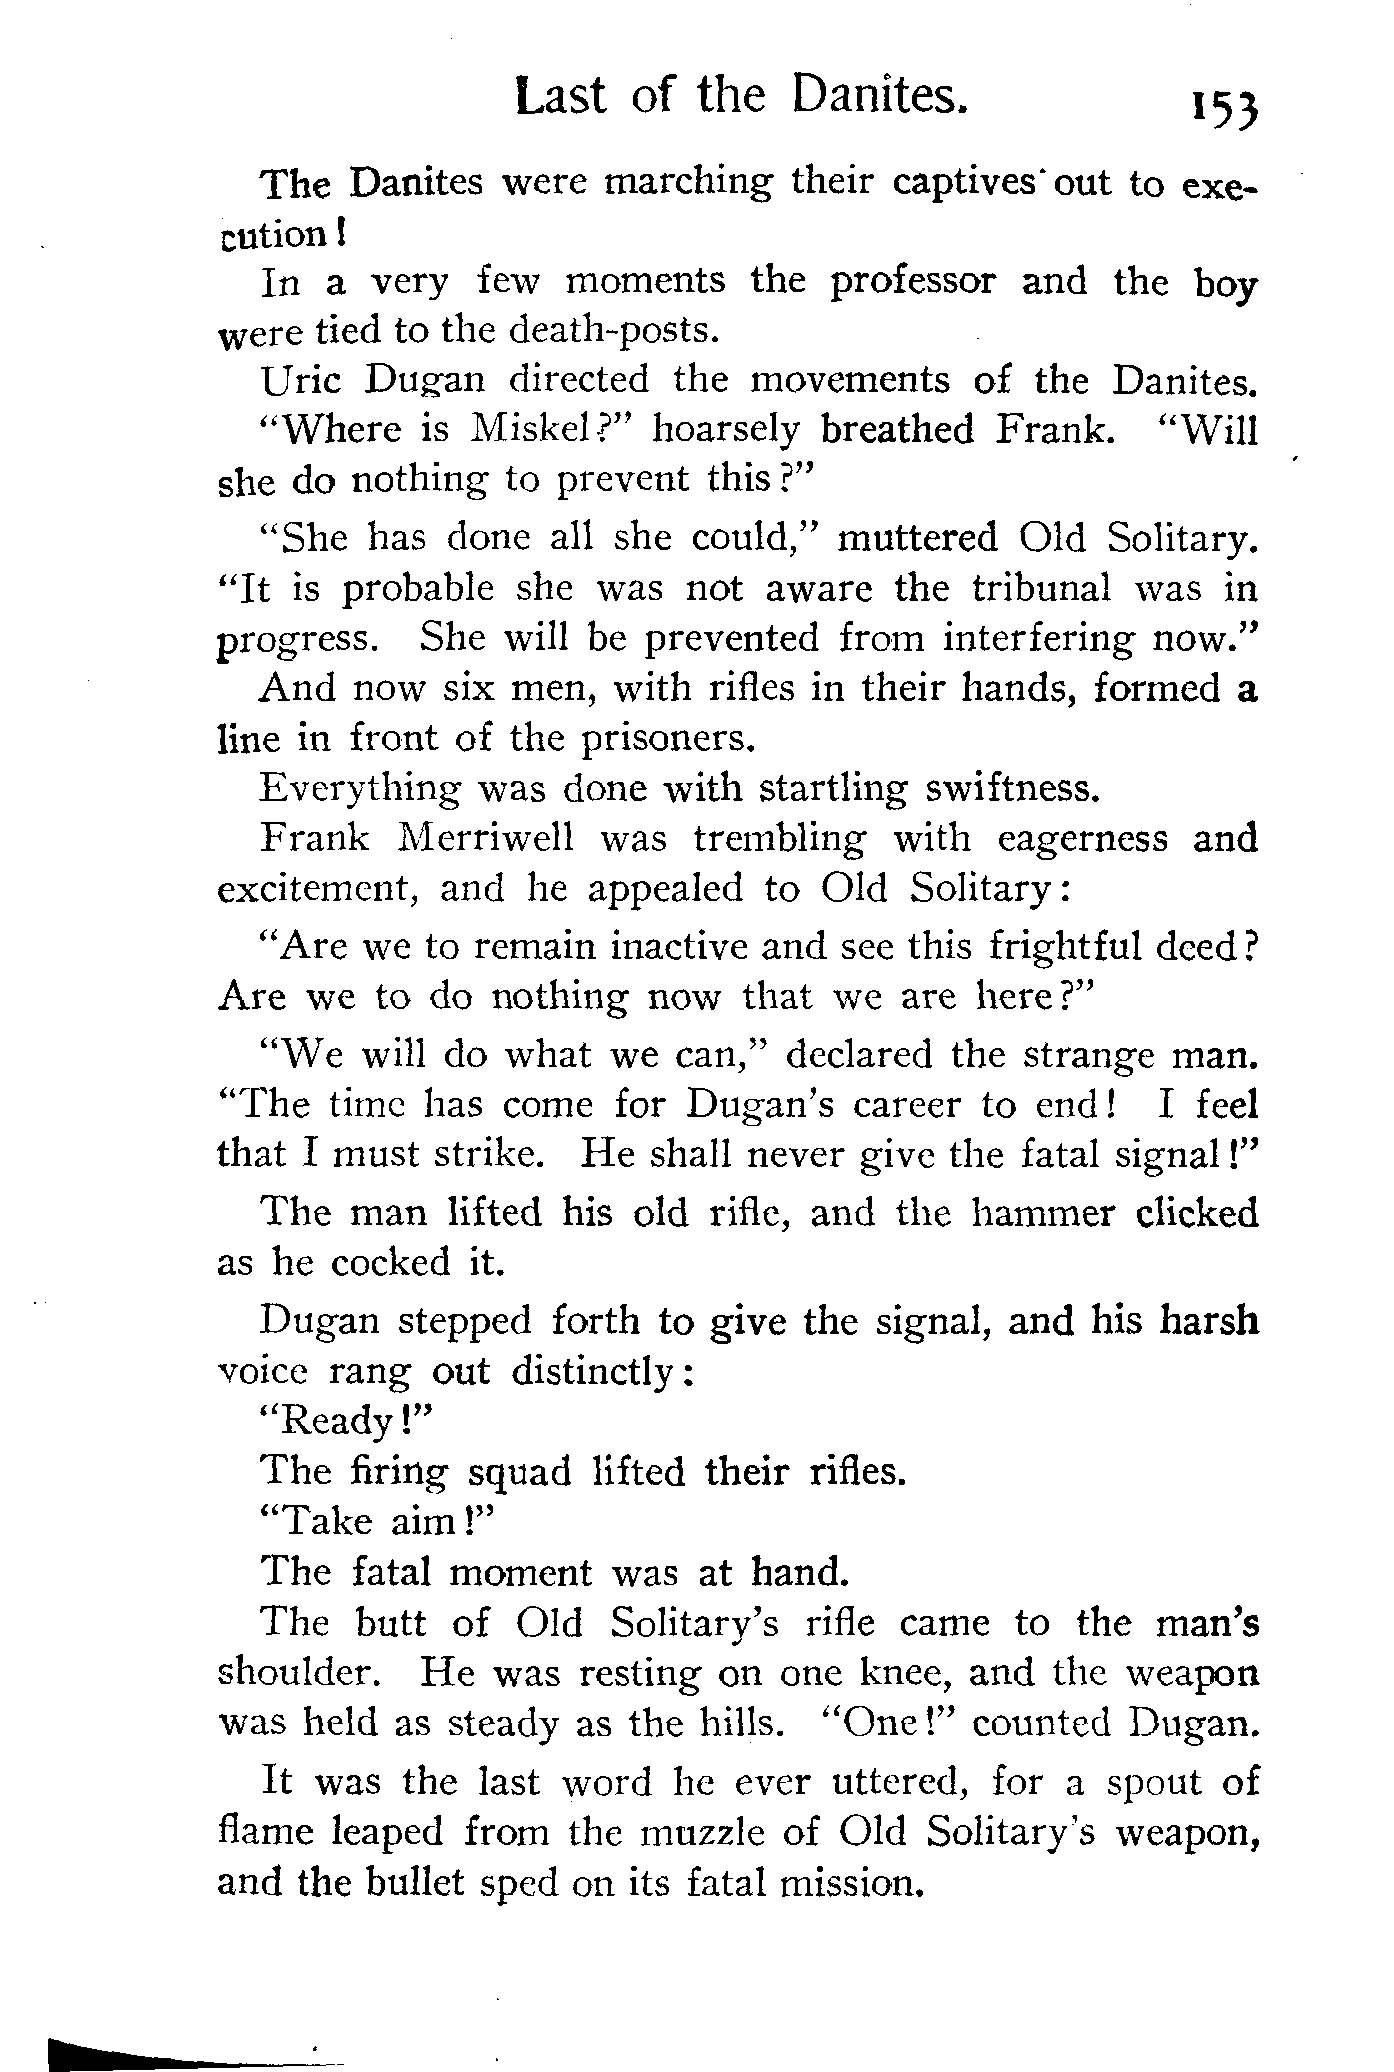 Last of the Danites. 153
The Danites were marching their captives out to exe-
cution!
In a very few moments the professor and the boy
were tied to the death-posts.
Uric Dugan directed the movements of the Danites.
"Where is Miskel?" hoarsely breathed Frank. "Will
she do nothing to prevent this?"
"She has done all she could," muttered Old Solitary.
"It is probable she was not aware the tribunal was in
progress. She will be prevented from interfering now."
And now six men, with rifles in their hands, formed a
line in front of the prisoners.
Everything was done with startling swiftness.
Frank Merriwell was trembling with eagerness and
excitement, and he appealed to Old Solitary:
"Are we to remain inactive and see this frightful deed?
Are we to do nothing now that we are here?"
"We will do what we can," declared the strange man.
"The time has come for Dugan's career to end! I feel
that I must strike. He shall never give the fatal signal!"
The man lifted his old rifle, and the hammer clicked
as he cocked it.
Dugan stepped forth to give the signal, and his harsh
voice rang out distinctly:
"Ready!"
The firing squad lifted their rifles.
"Take aim!"
The fatal moment was at hand.
The butt of Old Solitary's rifle came to the man's
shoulder. He was resting on one knee, and the weapon
was held as steady as the hills. "One!" counted Dugan.
It was the last word he ever uttered, for a spout of
flame leaped from the muzzle of Old Solitary's weapon,
and the bullet sped on its fatal mission.